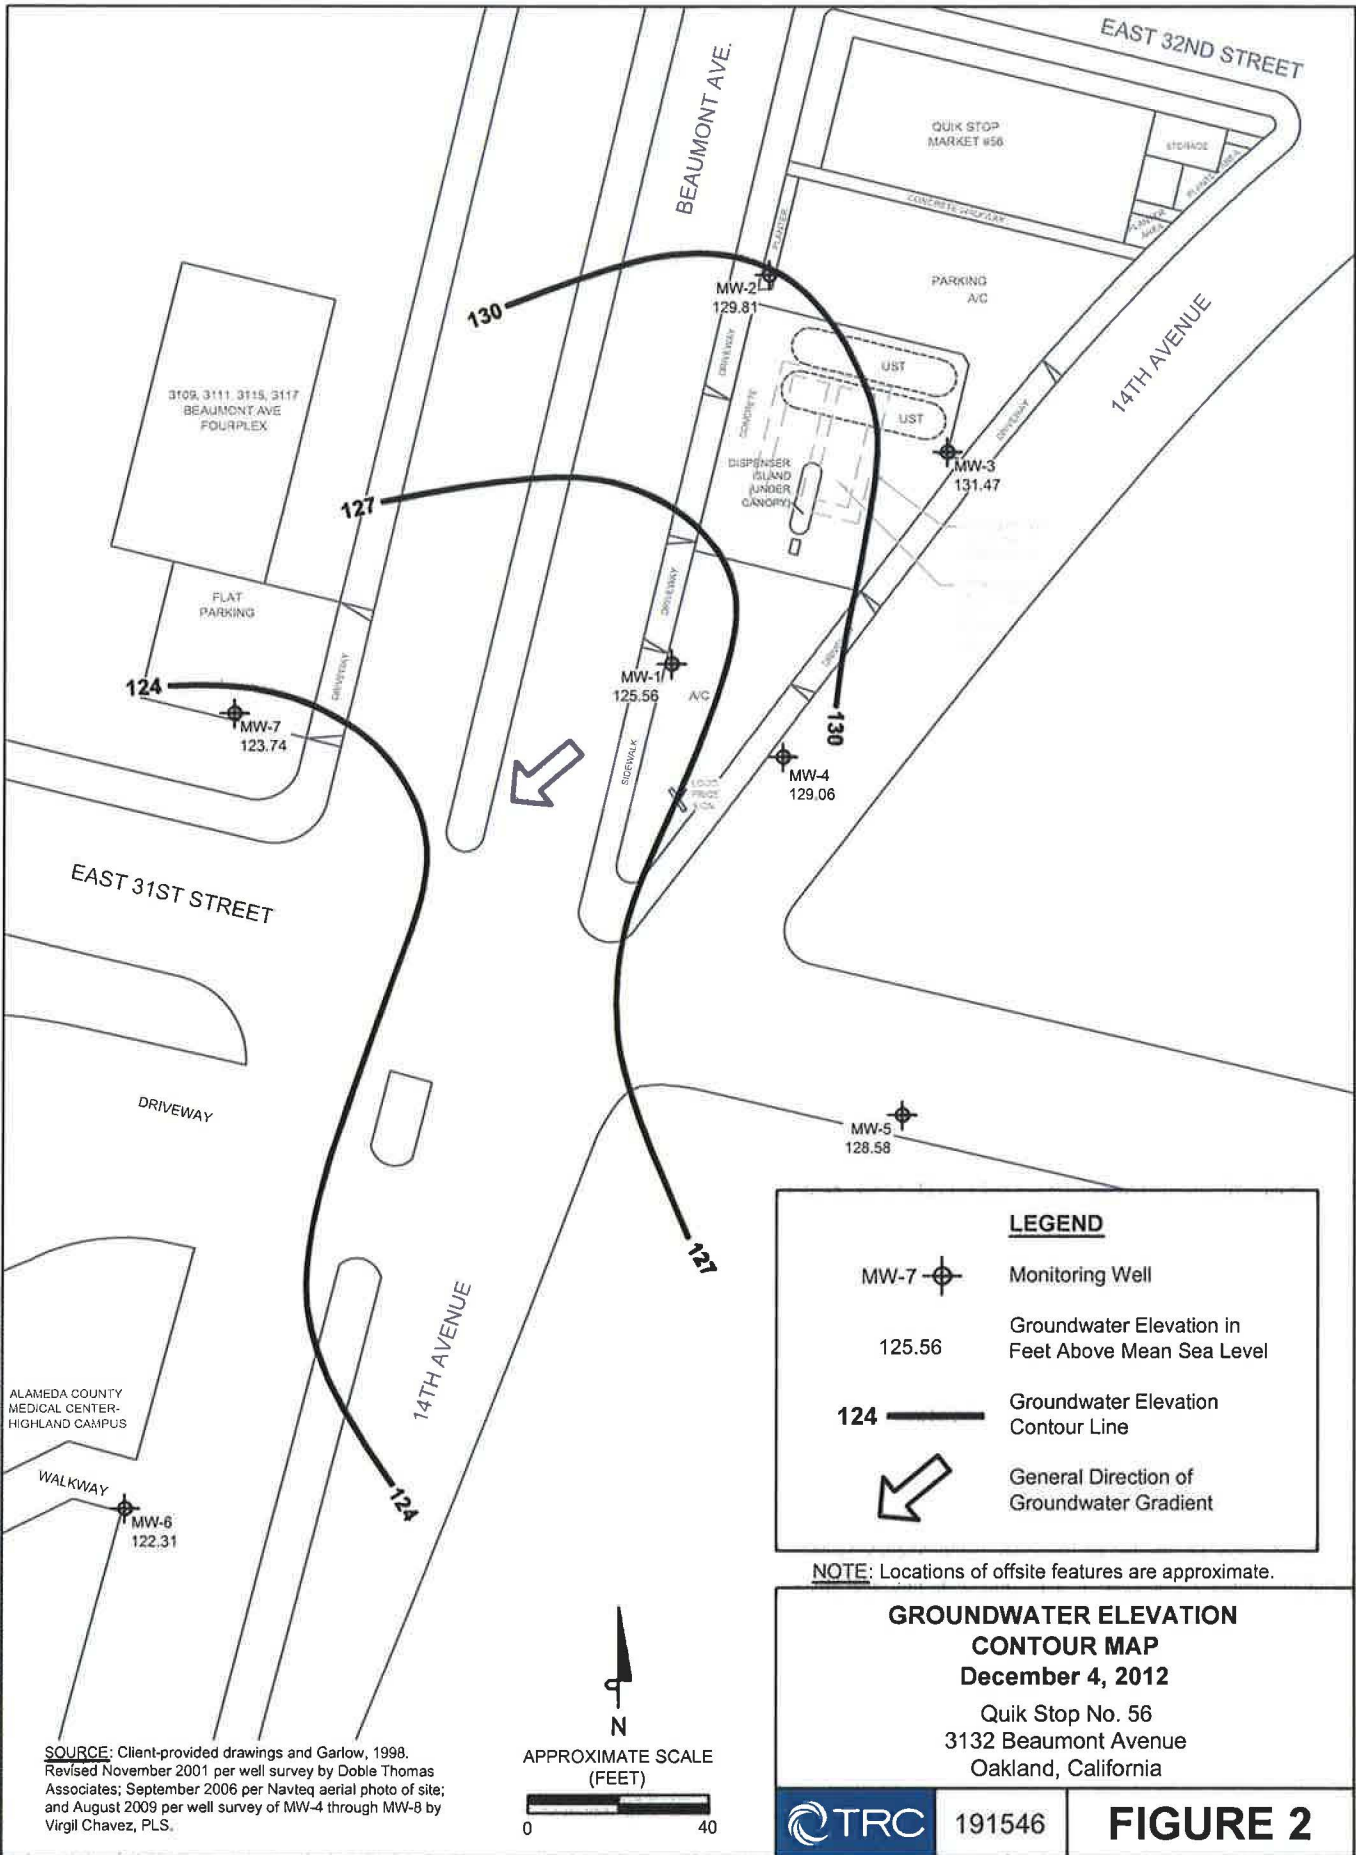 EAST 32ND STREET
BEAUMONT AVE.
QUIK STOP
MARKET #56
STORAGE
PLANTER AREA
PLANTER
AREA
CONCRETE WALKWAY
PLANTER
PARKING
A/C
14TH AVENUE
MW-2
129.81
130
DRIVEWAY
UST
UST
CONCRETE
DRIVEWAY
3109, 3111, 3115, 3117
BEAUMONT AVE
FOURPLEX
DISPENSER
ISLAND
(UNDER
CANOPY)
MW-3
131.47
127
FLAT
PARKING
DRIVEWAY
DRIVEWAY
MW-1
125.56
A/C
124
MW-7
123.74
130
SIDEWALK
MW-4
129.06
LOGO
PRICE
SIGN
EAST 31ST STREET
DRIVEWAY
MW-5
128.58
127
14TH AVENUE
ALAMEDA COUNTY
MEDICAL CENTER-
HIGHLAND CAMPUS
WALKWAY
MW-6
122.31
124
LEGEND
MW-7
Monitoring Well
125.56
Groundwater Elevation in
Feet Above Mean Sea Level
124
Groundwater Elevation
Contour Line
General Direction of
Groundwater Gradient
NOTE: Locations of offsite features are approximate.
GROUNDWATER ELEVATION
CONTOUR MAP
December 4, 2012
Quik Stop No. 56
3132 Beaumont Avenue
Oakland, California
N
APPROXIMATE SCALE
(FEET)
0 40
SOURCE: Client-provided drawings and Garlow, 1998.
Revised November 2001 per well survey by Doble Thomas
Associates; September 2006 per Navteq aerial photo of site;
and August 2009 per well survey of MW-4 through MW-8 by
Virgil Chavez, PLS.
TRC
191546
FIGURE 2